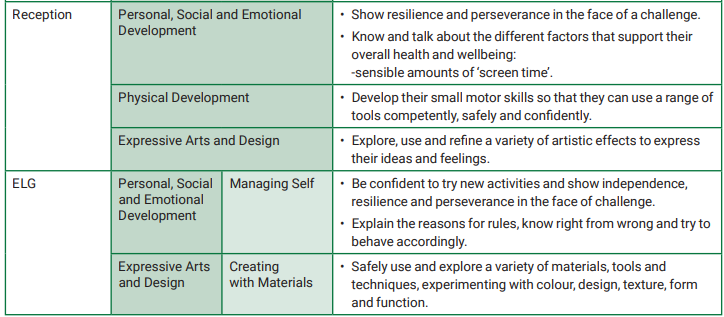 Reception
Personal, Social and Emotional
Development
• Show resilience and perseverance in the face of a challenge.
• Know and talk about the different factors that support their
overall health and wellbeing:
-sensible amounts of ‘screen time’.
Physical Development
• Develop their small motor skills so that they can use a range of
tools competently, safely and confidently.
Expressive Arts and Design
• Explore, use and refine a variety of artistic effects to express
their ideas and feelings.
ELG
Personal, Social
and Emotional
Development
Managing Self
• Be confident to try new activities and show independence,
resilience and perseverance in the face of challenge.
• Explain the reasons for rules, know right from wrong and try to
behave accordingly.
Expressive Arts
and Design
Creating
with Materials
• Safely use and explore a variety of materials, tools and
techniques, experimenting with colour, design, texture, form
and function.